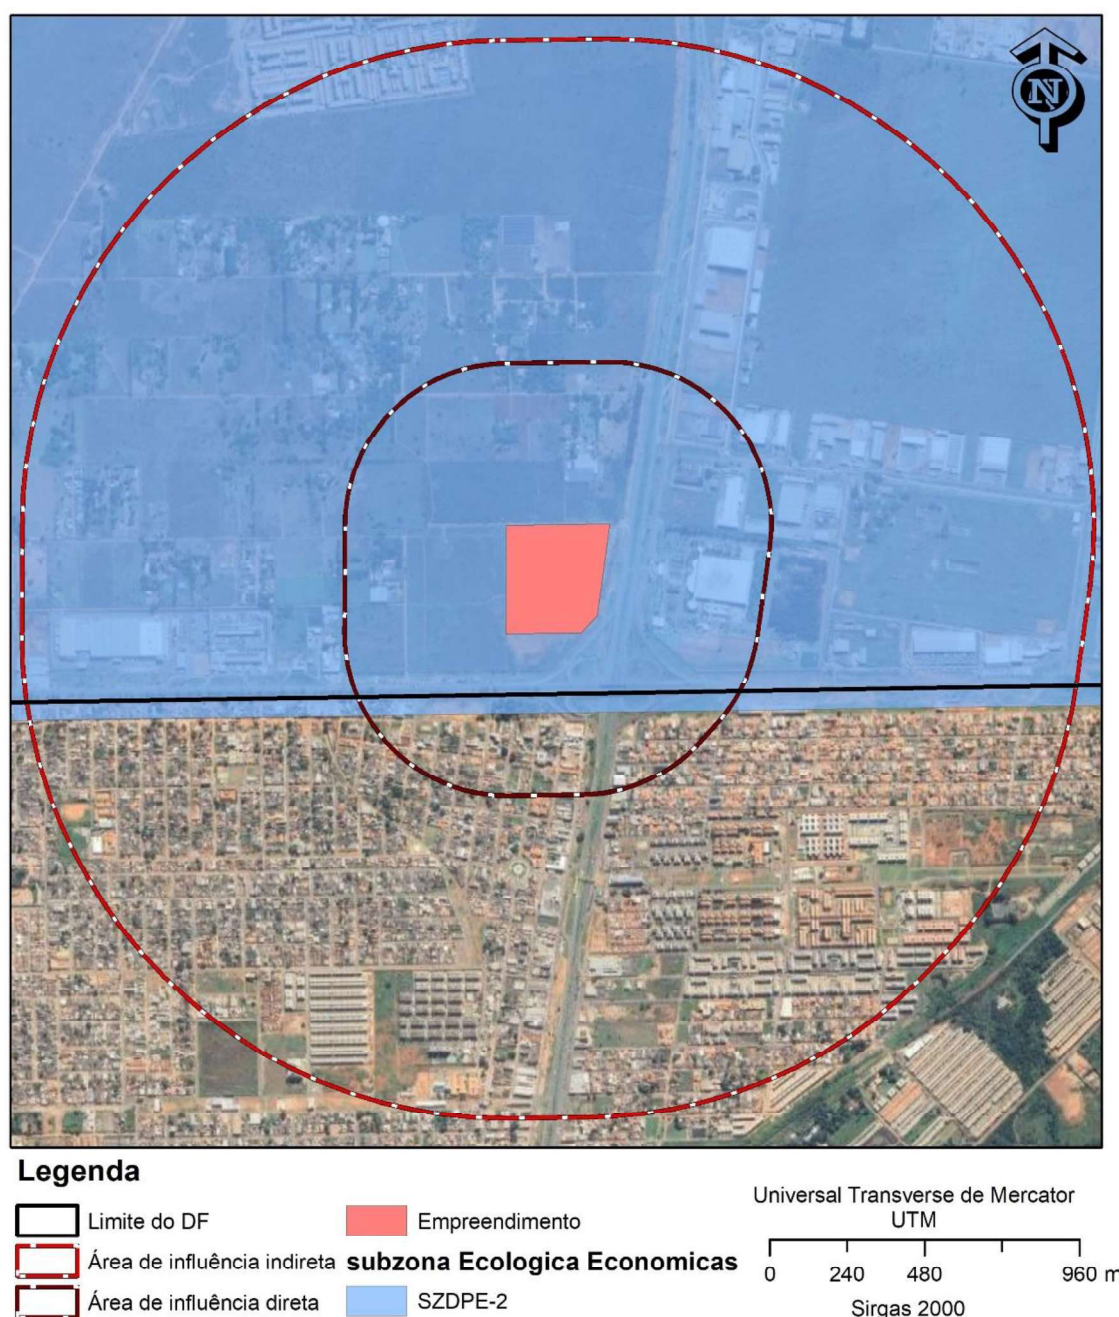 N
Legenda
Limite do DF
Área de influência indireta
Área de influência direta
Empreendimento
subzona Ecologica Economicas
SZDPE-2
Universal Transverse de Mercator
UTM
0 240 480 960 m
Sirgas 2000